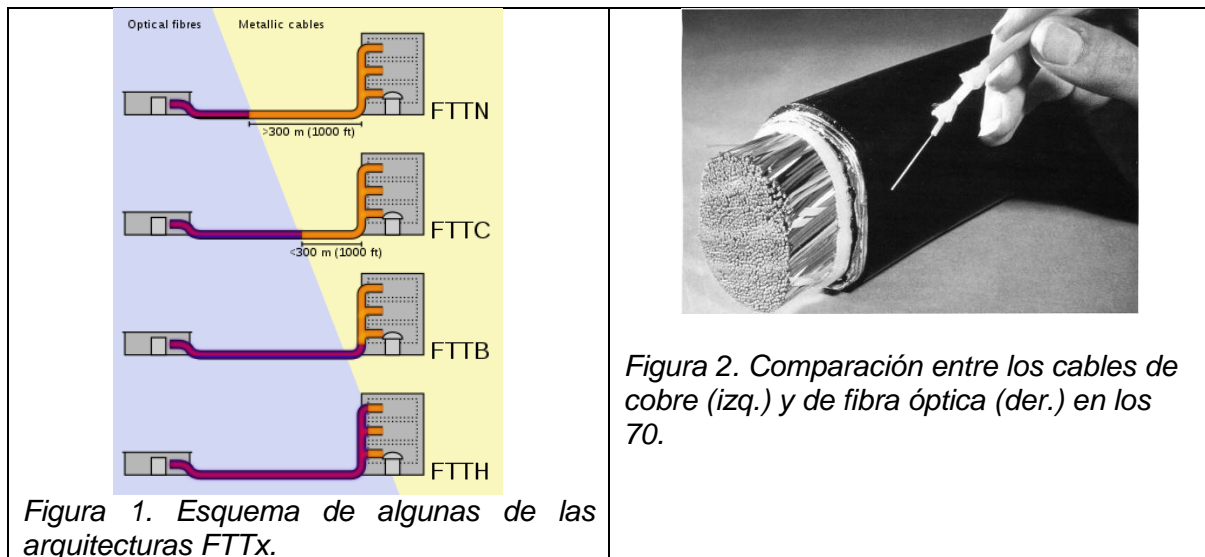 Optical fibres Metallic cables
FTTN
>300 m (1000 ft)
FTTC
<300 m (1000 ft)
FTTB
FTTH
Figura 1. Esquema de algunas de las
arquitecturas FTTx.
Figura 2. Comparación entre los cables de
cobre (izq.) y de fibra óptica (der.) en los
70.